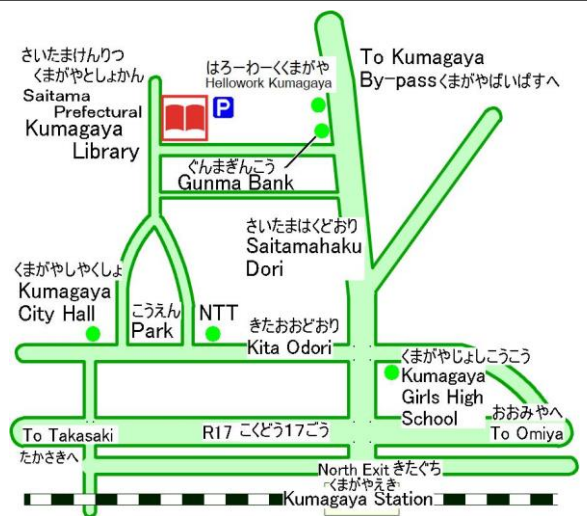 さいたまけんりつ
くまがやとしょかん
Saitama
Prefectural
Kumagaya
Library
P
はろーわーくくまがや
Hellowork Kumagaya
To Kumagaya
By-passくまがやばいぱすへ
ぐんまぎんこう
Gunma Bank
さいたまはくどおり
Saitamahaku
Dori
くまがやしやくしょ
Kumagaya
City Hall
こうえん
Park
NTT
きたおおどおり
Kita Odori
くまがやじょしこうこう
Kumagaya
Girls High
School
To Takasaki
たかさきへ
R17 こくどう17ごう
おおみやへ
To Omiya
North Exit きたぐち
くまがやえき
Kumagaya Station